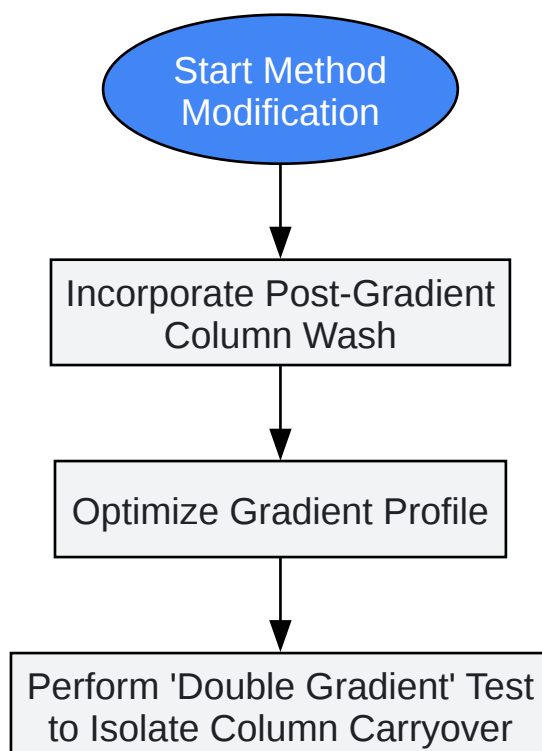 Start Method
Modification
Incorporate Post-Gradient
Column Wash
Optimize Gradient Profile
Perform 'Double Gradient' Test
to Isolate Column Carryover